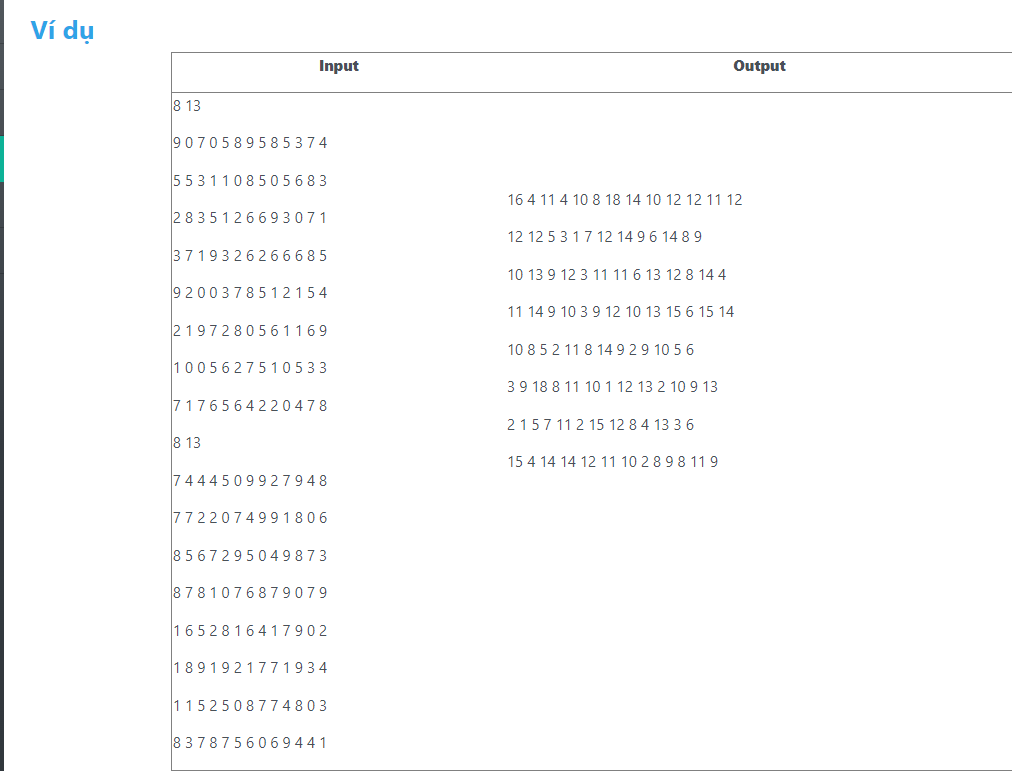 Ví dụ
Input Output
8 13
9 0 7 0 5 8 9 5 8 5 3 7 4
5 5 3 1 1 0 8 5 0 5 6 8 3
2 8 3 5 1 2 6 6 9 3 0 7 1
3 7 1 9 3 2 6 2 6 6 6 8 5
9 2 0 0 3 7 8 5 1 2 1 5 4
2 1 9 7 2 8 0 5 6 1 1 6 9
1 0 0 5 6 2 7 5 1 0 5 3 3
7 1 7 6 5 6 4 2 2 0 4 7 8
8 13
7 4 4 4 5 0 9 9 2 7 9 4 8
7 7 2 2 0 7 4 9 9 1 8 0 6
8 5 6 7 2 9 5 0 4 9 8 7 3
8 7 8 1 0 7 6 8 7 9 0 7 9
1 6 5 2 8 1 6 4 1 7 9 0 2
1 8 9 1 9 2 1 7 7 1 9 3 4
1 1 5 2 5 0 8 7 7 4 8 0 3
8 3 7 8 7 5 6 0 6 9 4 4 1
16 4 11 4 10 8 18 14 10 12 12 11 12
12 12 5 3 1 7 12 14 9 6 14 8 9
10 13 9 12 3 11 11 6 13 12 8 14 4
11 14 9 10 3 9 12 10 13 15 6 15 14
10 8 5 2 11 8 14 9 2 9 10 5 6
3 9 18 8 11 10 1 12 13 2 10 9 13
2 1 5 7 11 2 15 12 8 4 13 3 6
15 4 14 14 12 11 10 2 8 9 8 11 9